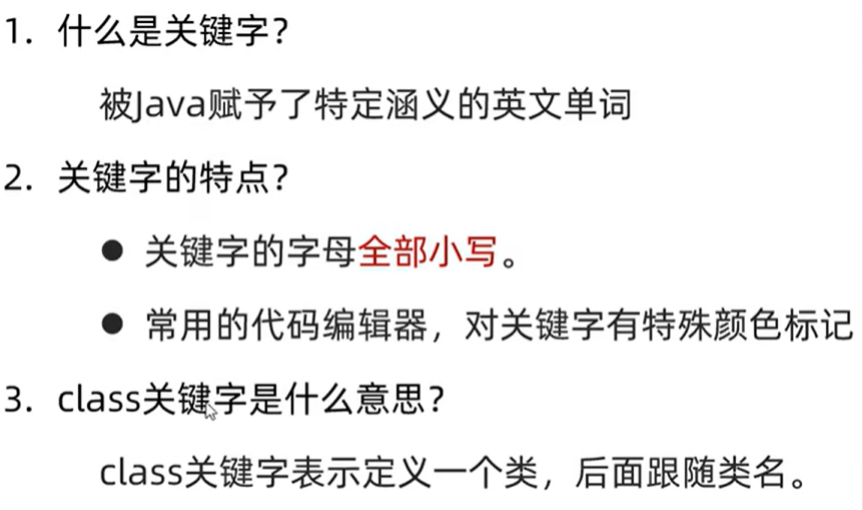 1. 什么是关键字?
被Java赋予了特定涵义的英文单词
2. 关键字的特点?
● 关键字的字母全部小写。
● 常用的代码编辑器，对关键字有特殊颜色标记
3. class关键字是什么意思?
class关键字表示定义一个类，后面跟随类名。